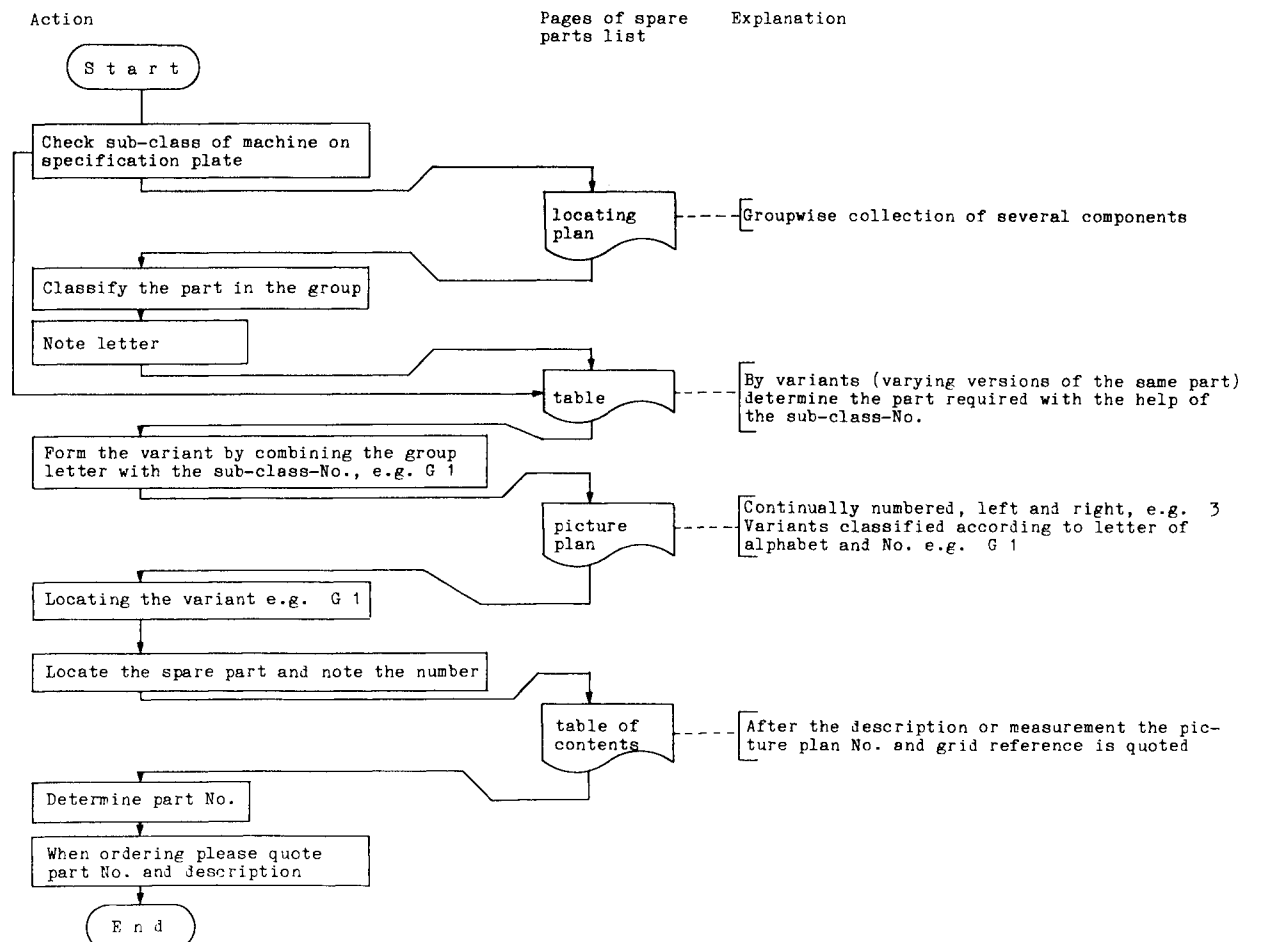 Action
Pages of spare
parts list
Explanation
S t a r t
Check sub-class of machine on
specification plate
locating
plan
Groupwise collection of several components
Classify the part in the group
Note letter
table
By variants (varying versions of the same part)
determine the part required with the help of
the sub-class-No.
Form the variant by combining the group
letter with the sub-class-No., e.g. G 1
picture
plan
Continually numbered, left and right, e.g. 3
Variants classified according to letter of
alphabet and No. e.g. G 1
Locating the variant e.g. G 1
Locate the spare part and note the number
table of
contents
After the description or measurement the pic-
ture plan No. and grid reference is quoted
Determine part No.
When ordering please quote
part No. and description
E n d